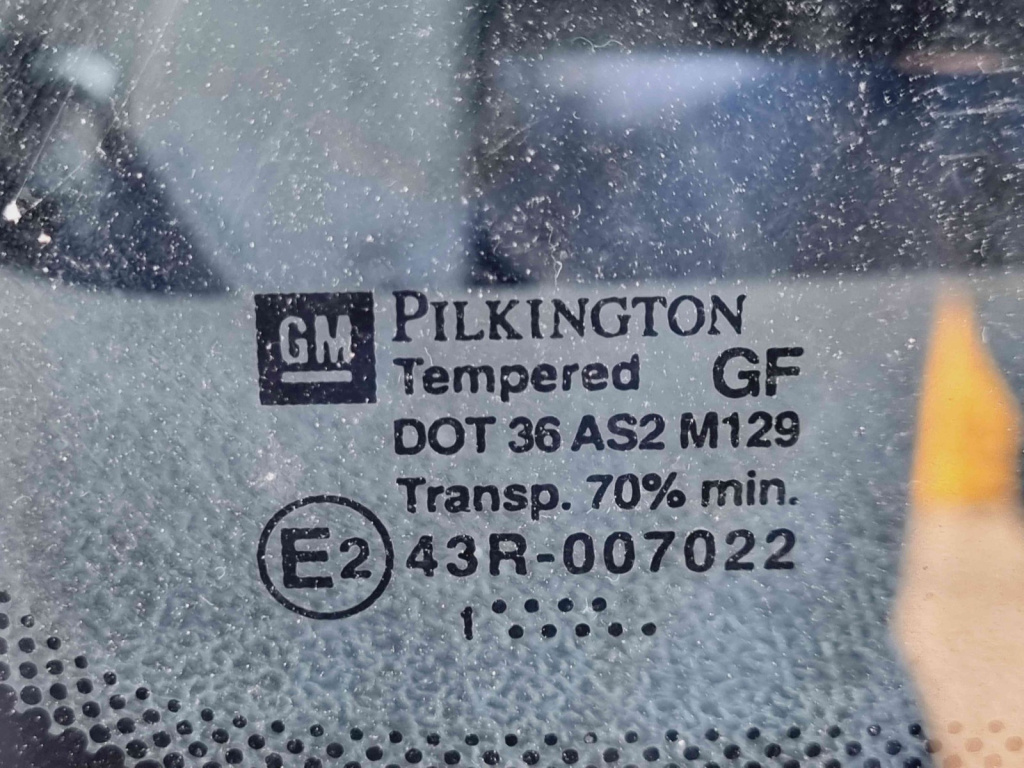 GM PILKINGTON
Tempered GF
DOT 36 AS2 M129
Transp. 70% min.
E2 43R-007022
1